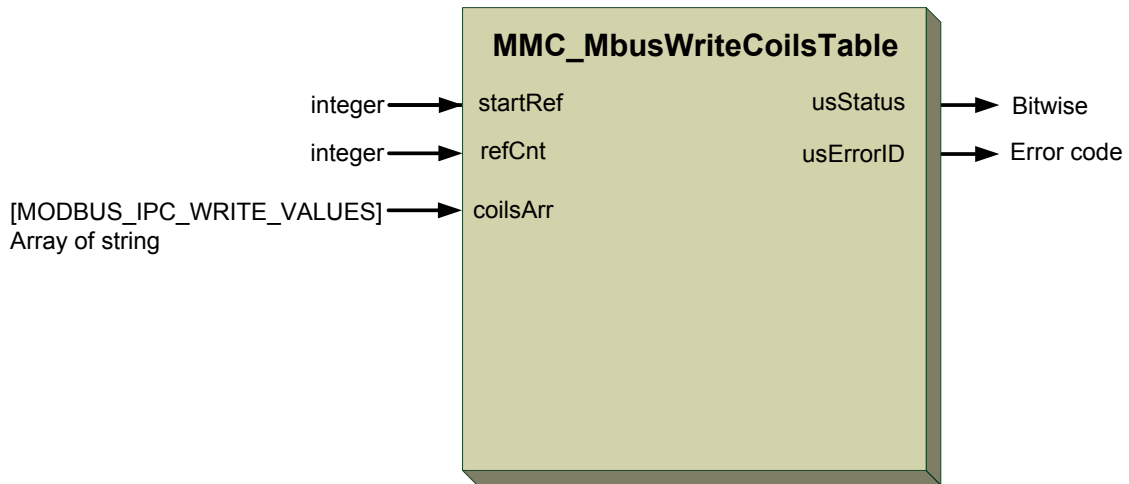 MMC_MbusWriteCoilsTable
integer startRef usStatus Bitwise
integer refCnt usErrorID Error code
[MODBUS_IPC_WRITE_VALUES] coilsArr
Array of string